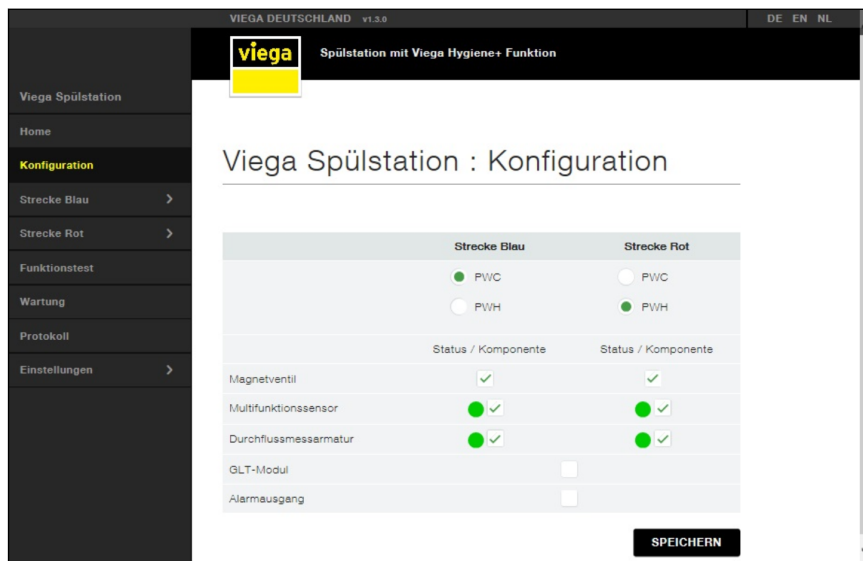 VIEGA DEUTSCHLAND v1.3.0
DE EN NL
viega
Spülstation mit Viega Hygiene+ Funktion
Viega Spülstation
Home
Konfiguration
Strecke Blau
Strecke Rot
Funktionstest
Wartung
Protokoll
Einstellungen
Viega Spülstation : Konfiguration
Strecke Blau Strecke Rot
PWC PWC
PWH PWH
Status / Komponente Status / Komponente
Magnetventil
Multifunktionssensor
Durchflussmessarmatur
GLT-Modul
Alarmausgang
SPEICHERN